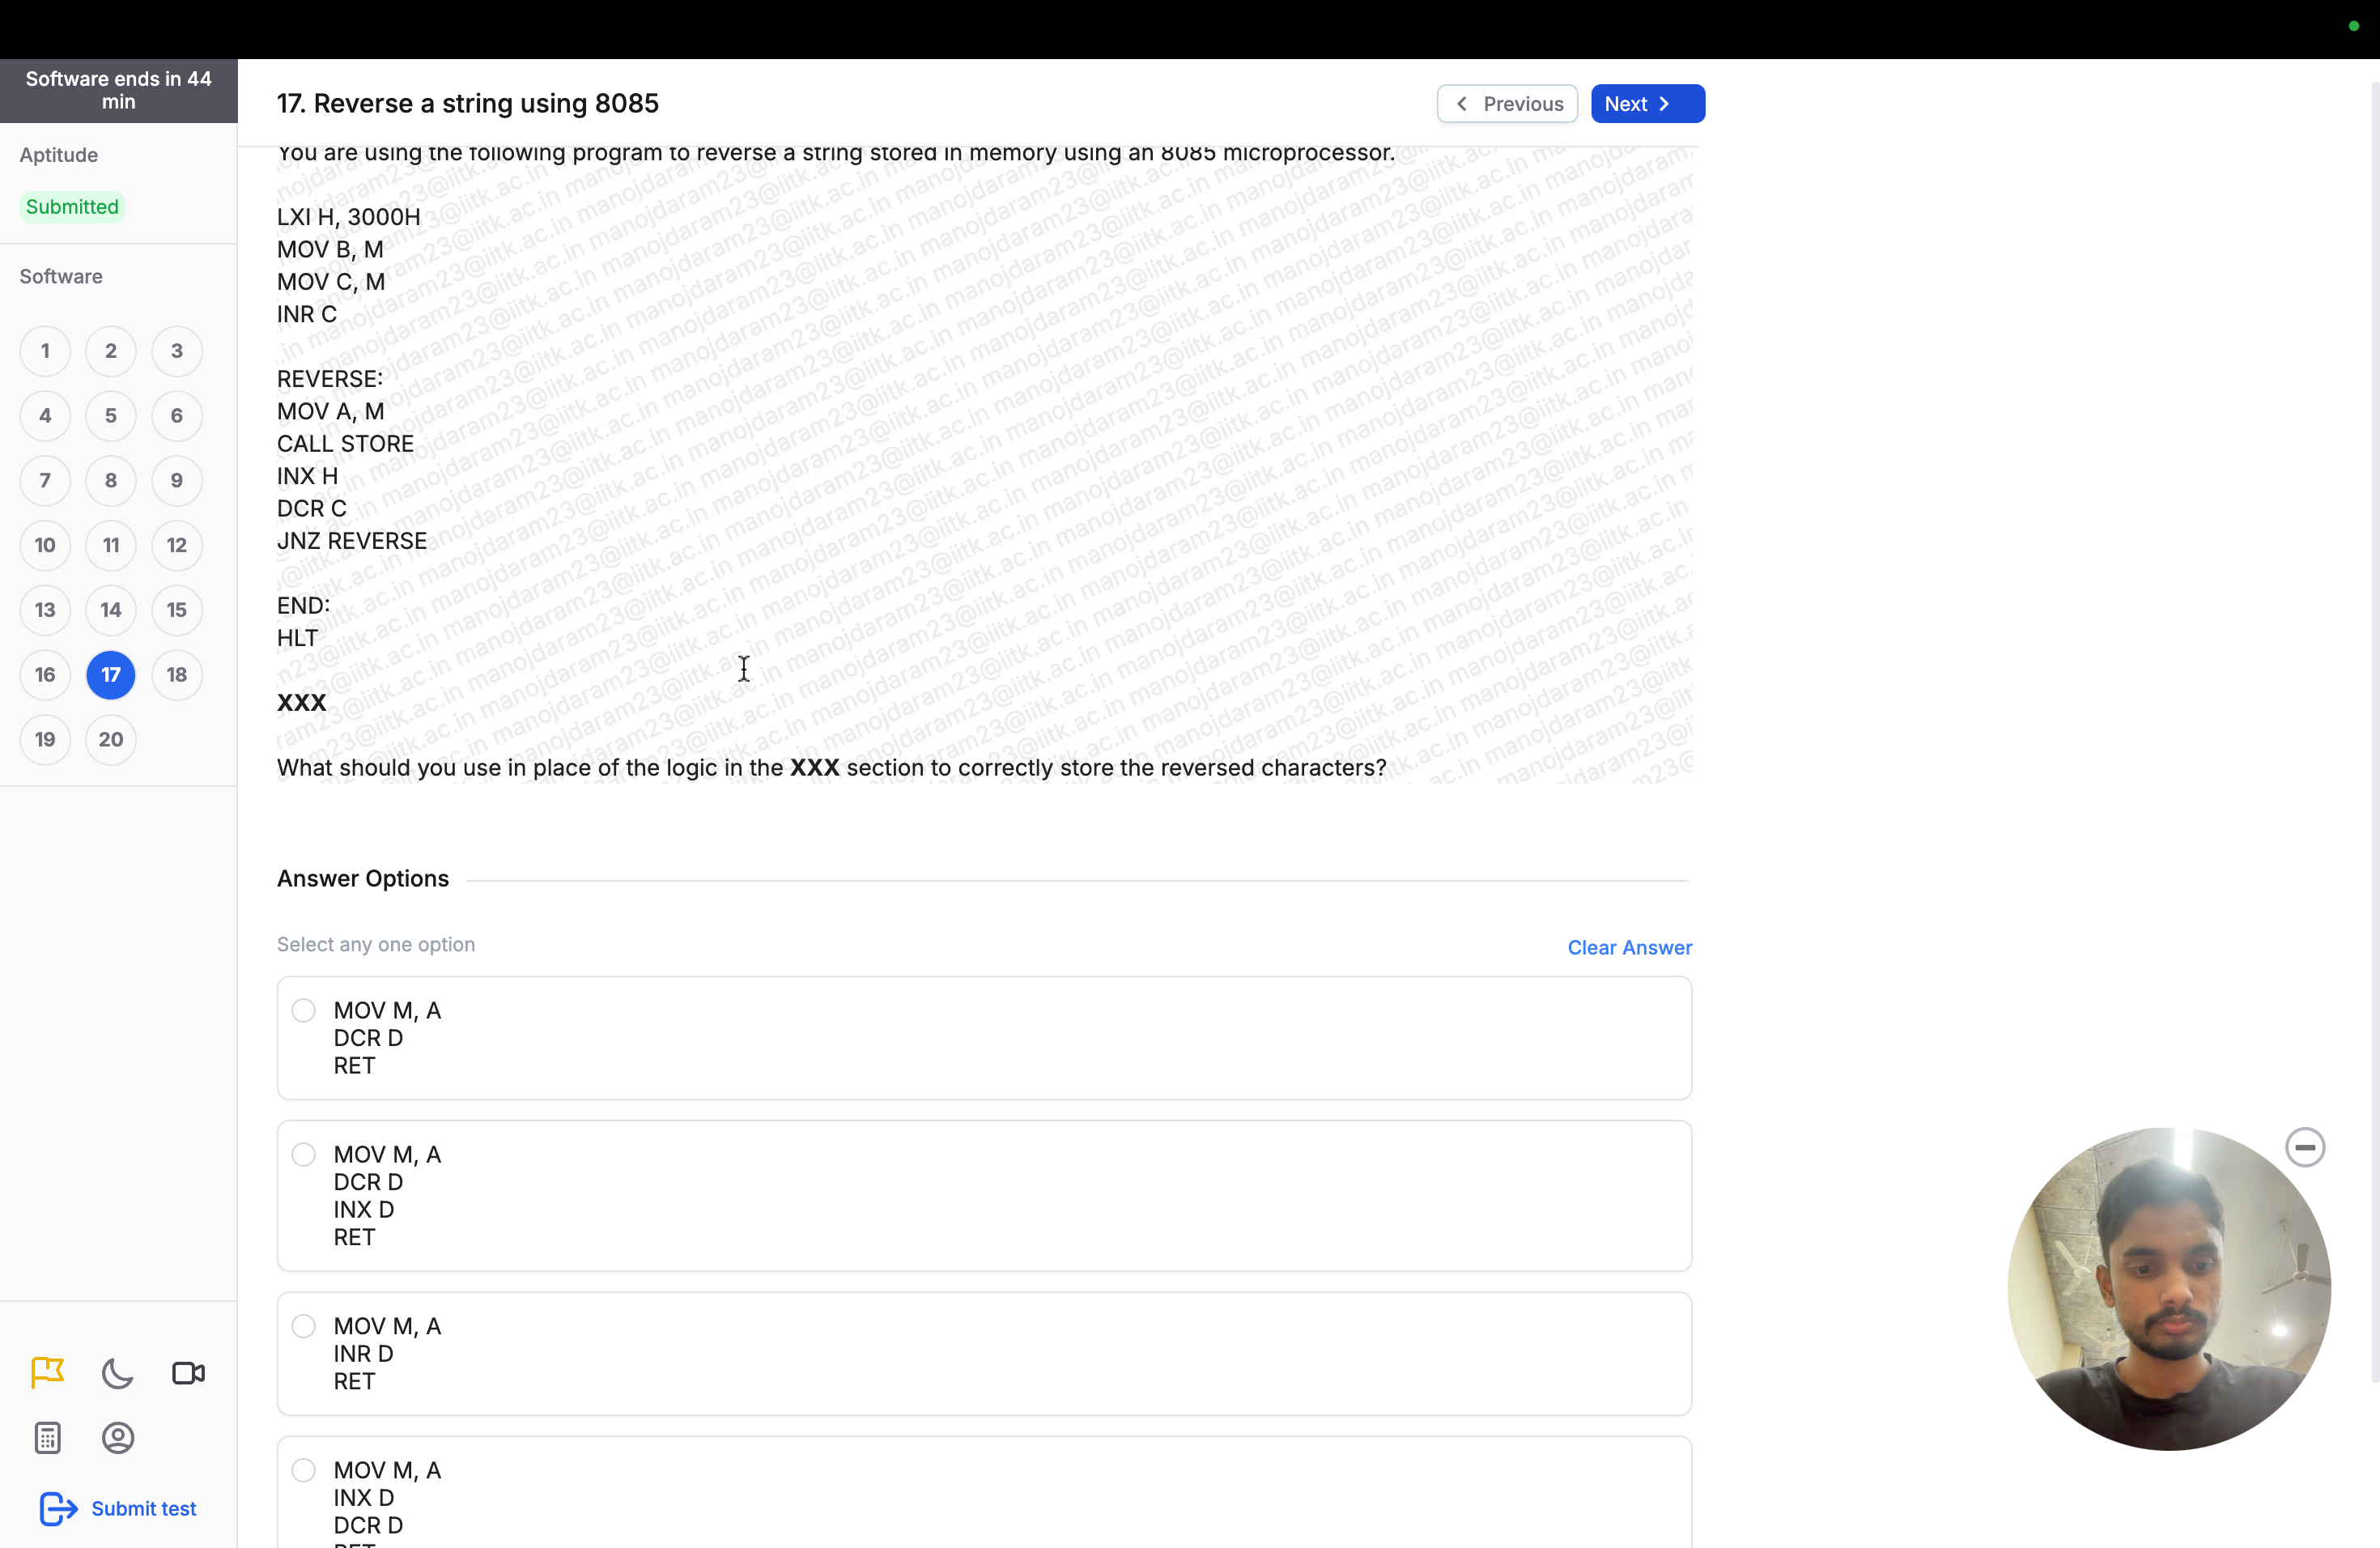 Software ends in 44
min
Aptitude
Submitted
Software
1 2 3
4 5 6
7 8 9
10 11 12
13 14 15
16 17 18
19 20
Submit test
17. Reverse a string using 8085
Previous
Next
You are using the following program to reverse a string stored in memory using an 8085 microprocessor.
LXI H, 3000H
MOV B, M
MOV C, M
INR C
REVERSE:
MOV A, M
CALL STORE
INX H
DCR C
JNZ REVERSE
END:
HLT
XXX
What should you use in place of the logic in the XXX section to correctly store the reversed characters?
Answer Options
Select any one option
Clear Answer
MOV M, A
DCR D
RET
MOV M, A
DCR D
INX D
RET
MOV M, A
INR D
RET
MOV M, A
INX D
DCR D
RET
manojdaram23@iitk.ac.in